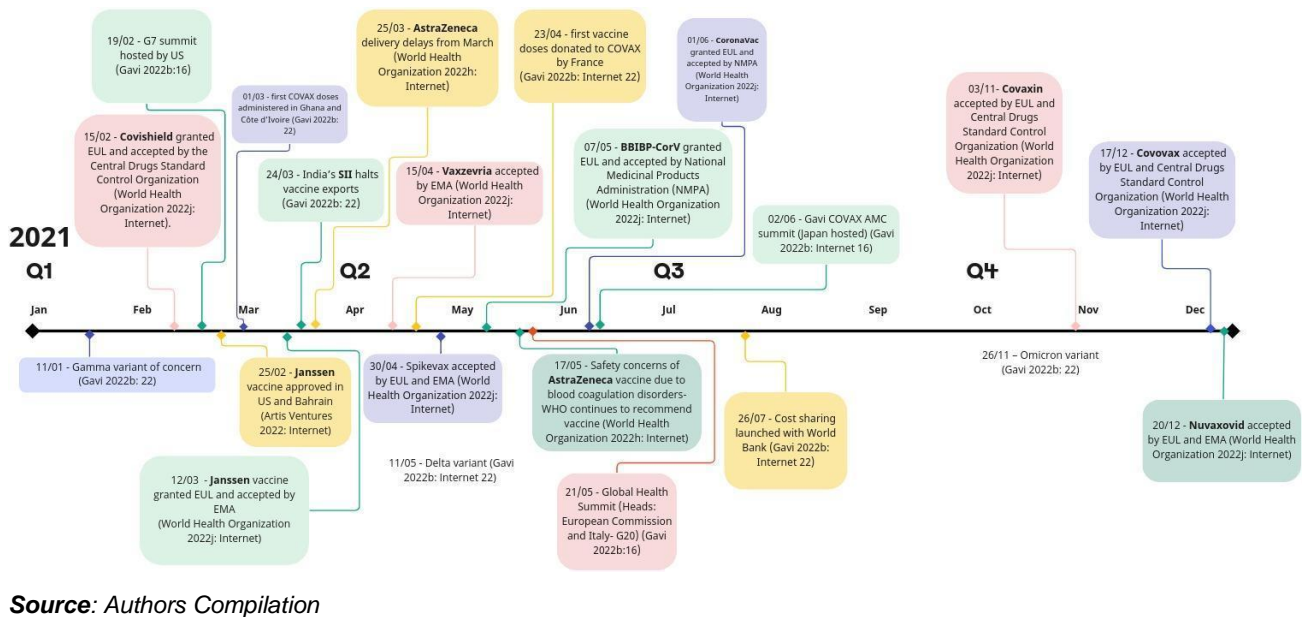 19/02 - G7 summit
hosted by US
(Gavi 2022b:16)
25/03 - AstraZeneca
delivery delays from March
(World Health
Organization 2022h:
Internet)
23/04 - first vaccine
doses donated to COVAX
by France
(Gavi 2022b: Internet 22)
01/06 - CoronaVac
granted EUL and
accepted by NMPA
(World Health
Organization 2022j:
Internet)
01/03 - first COVAX doses
administered in Ghana and
Côte d'Ivoire (Gavi 2022b:
22)
15/02 - Covishield granted
EUL and accepted by the
Central Drugs Standard
Control Organization
(World Health
Organization 2022j:
Internet).
24/03 - India's SII halts
vaccine exports
(Gavi 2022b: 22)
15/04 - Vaxzevria accepted
by EMA (World Health
Organization 2022j:
Internet)
07/05 - BBIBP-CorV granted
EUL and accepted by National
Medicinal Products
Administration (NMPA)
(World Health Organization
2022j: Internet)
02/06 - Gavi COVAX AMC
summit (Japan hosted) (Gavi
2022b: Internet 16)
03/11- Covaxin
accepted by EUL and
Central Drugs
Standard Control
Organization (World
Health Organization
2022j: Internet)
17/12 - Covovax accepted
by EUL and Central Drugs
Standard Control
Organization (World Health
Organization 2022j:
Internet)
2021
Q1 Q2 Q3 Q4
Jan Feb Mar Apr May Jun Jul Aug Sep Oct Nov Dec
11/01 - Gamma variant of concern
(Gavi 2022b: 22)
25/02 - Janssen
vaccine approved in
US and Bahrain
(Artis Ventures
2022: Internet)
12/03 - Janssen vaccine
granted EUL and accepted by
EMA
(World Health Organization
2022j: Internet)
30/04 - Spikevax accepted
by EUL and EMA (World
Health Organization 2022j:
Internet)
11/05 - Delta variant (Gavi
2022b: Internet 22)
17/05 - Safety concerns of
AstraZeneca vaccine due to
blood coagulation disorders-
WHO continues to recommend
vaccine (World Health
Organization 2022h: Internet)
21/05 - Global Health
Summit (Heads:
European Commission
and Italy- G20) (Gavi
2022b:16)
26/07 - Cost sharing
launched with World
Bank (Gavi 2022b:
Internet 22)
26/11 – Omicron variant
(Gavi 2022b: 22)
20/12 - Nuvaxovid accepted
by EUL and EMA (World Health
Organization 2022j: Internet)
Source: Authors Compilation